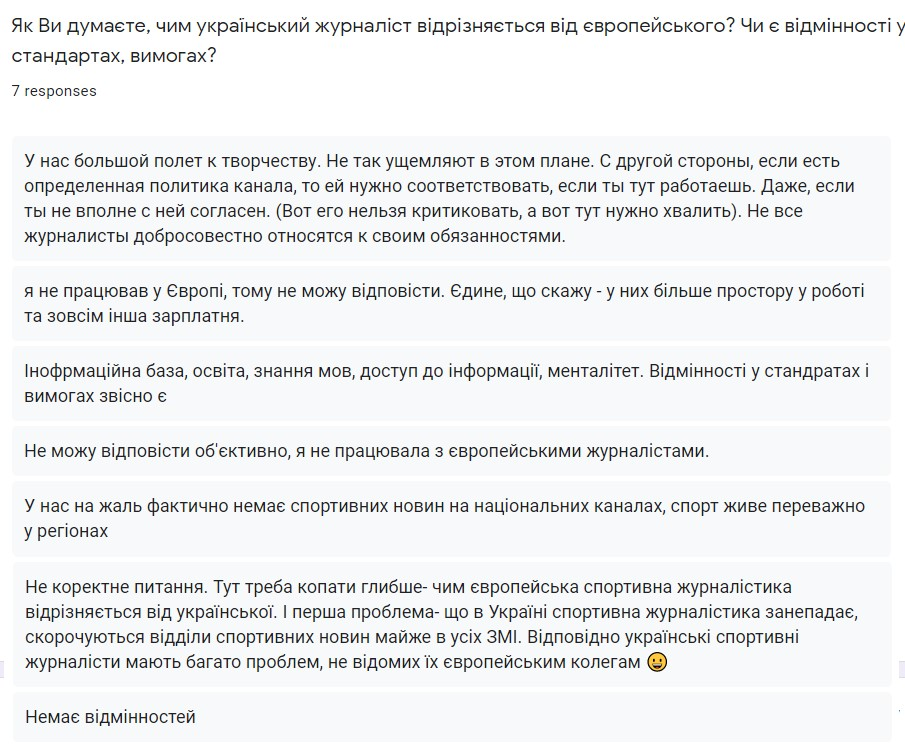 Як Ви думаєте, чим український журналіст відрізняється від європейського? Чи є відмінності у
стандартах, вимогах?
7 responses
У нас большой полет к творчеству. Не так ущемляют в этом плане. С другой стороны, если есть
определенная политика канала, то ей нужно соответствовать, если ты тут работаешь. Даже, если
ты не вполне с ней согласен. (Вот его нельзя критиковать, а вот тут нужно хвалить). Не все
журналисты добросовестно относятся к своим обязанностями.
я не працював у Європі, тому не можу відповісти. Єдине, що скажу - у них більше простору у роботі
та зовсім інша зарплатня.
Інофрмаційна база, освіта, знання мов, доступ до інформації, менталітет. Відмінності у стандратах і
вимогах звісно є
Не можу відповісти об'єктивно, я не працювала з європейськими журналістами.
У нас на жаль фактично немає спортивних новин на національних каналах, спорт живе переважно
у регіонах
Не коректне питання. Тут треба копати глибше- чим європейська спортивна журналістика
відрізняється від української. І перша проблема- що в Україні спортивна журналістика занепадає,
скорочуються відділи спортивних новин майже в усіх ЗМІ. Відповідно українські спортивні
журналісти мають багато проблем, не відомих їх європейським колегам 😀
Немає відмінностей